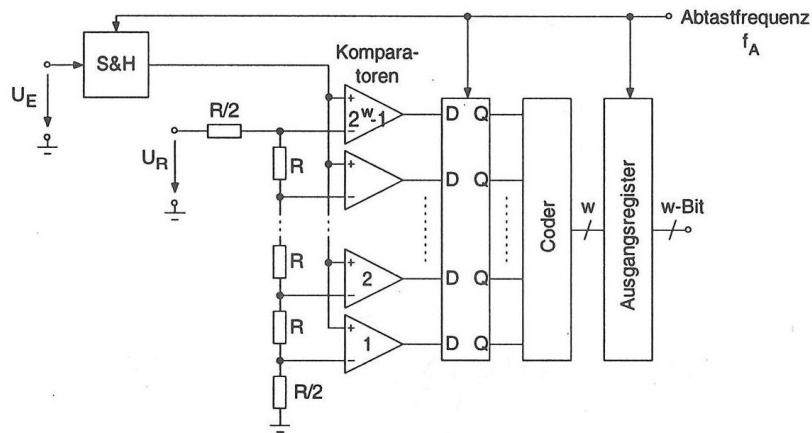 Abtastfrequenz
f_A
S&H
Kompara-
toren
U_E
R/2
U_R
+
−
2^w-1
D Q
R
+
−
D Q
R
+
−
2
D Q
R
+
−
1
D Q
R/2
Coder
w
Ausgangsregister
w-Bit